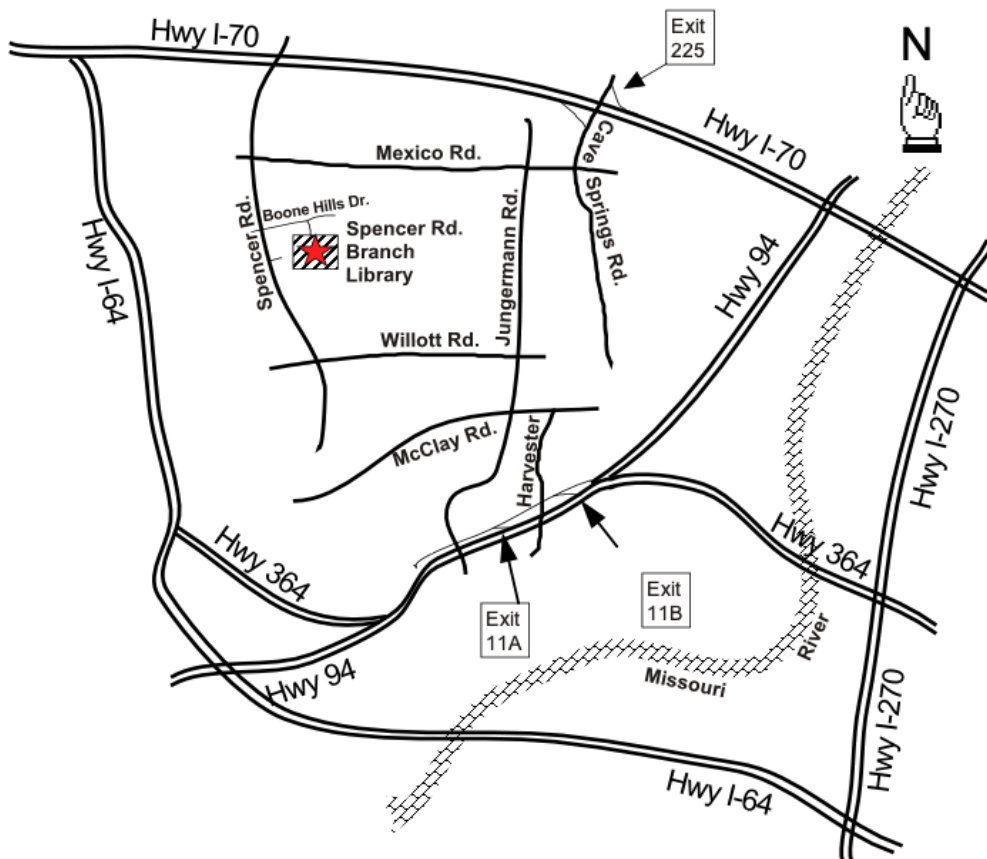 Hwy I-70
Exit
225
N
Hwy I-70
Cave Springs Rd.
Mexico Rd.
Boone Hills Dr.
Spencer Rd.
Spencer Rd.
Branch
Library
Jungermann Rd.
Hwy 94
Hwy I-64
Willott Rd.
Hwy I-270
McClay Rd.
Harvester
Hwy 364
Hwy 364
Exit
11A
Exit
11B
Missouri
River
Hwy 94
Hwy I-270
Hwy I-64